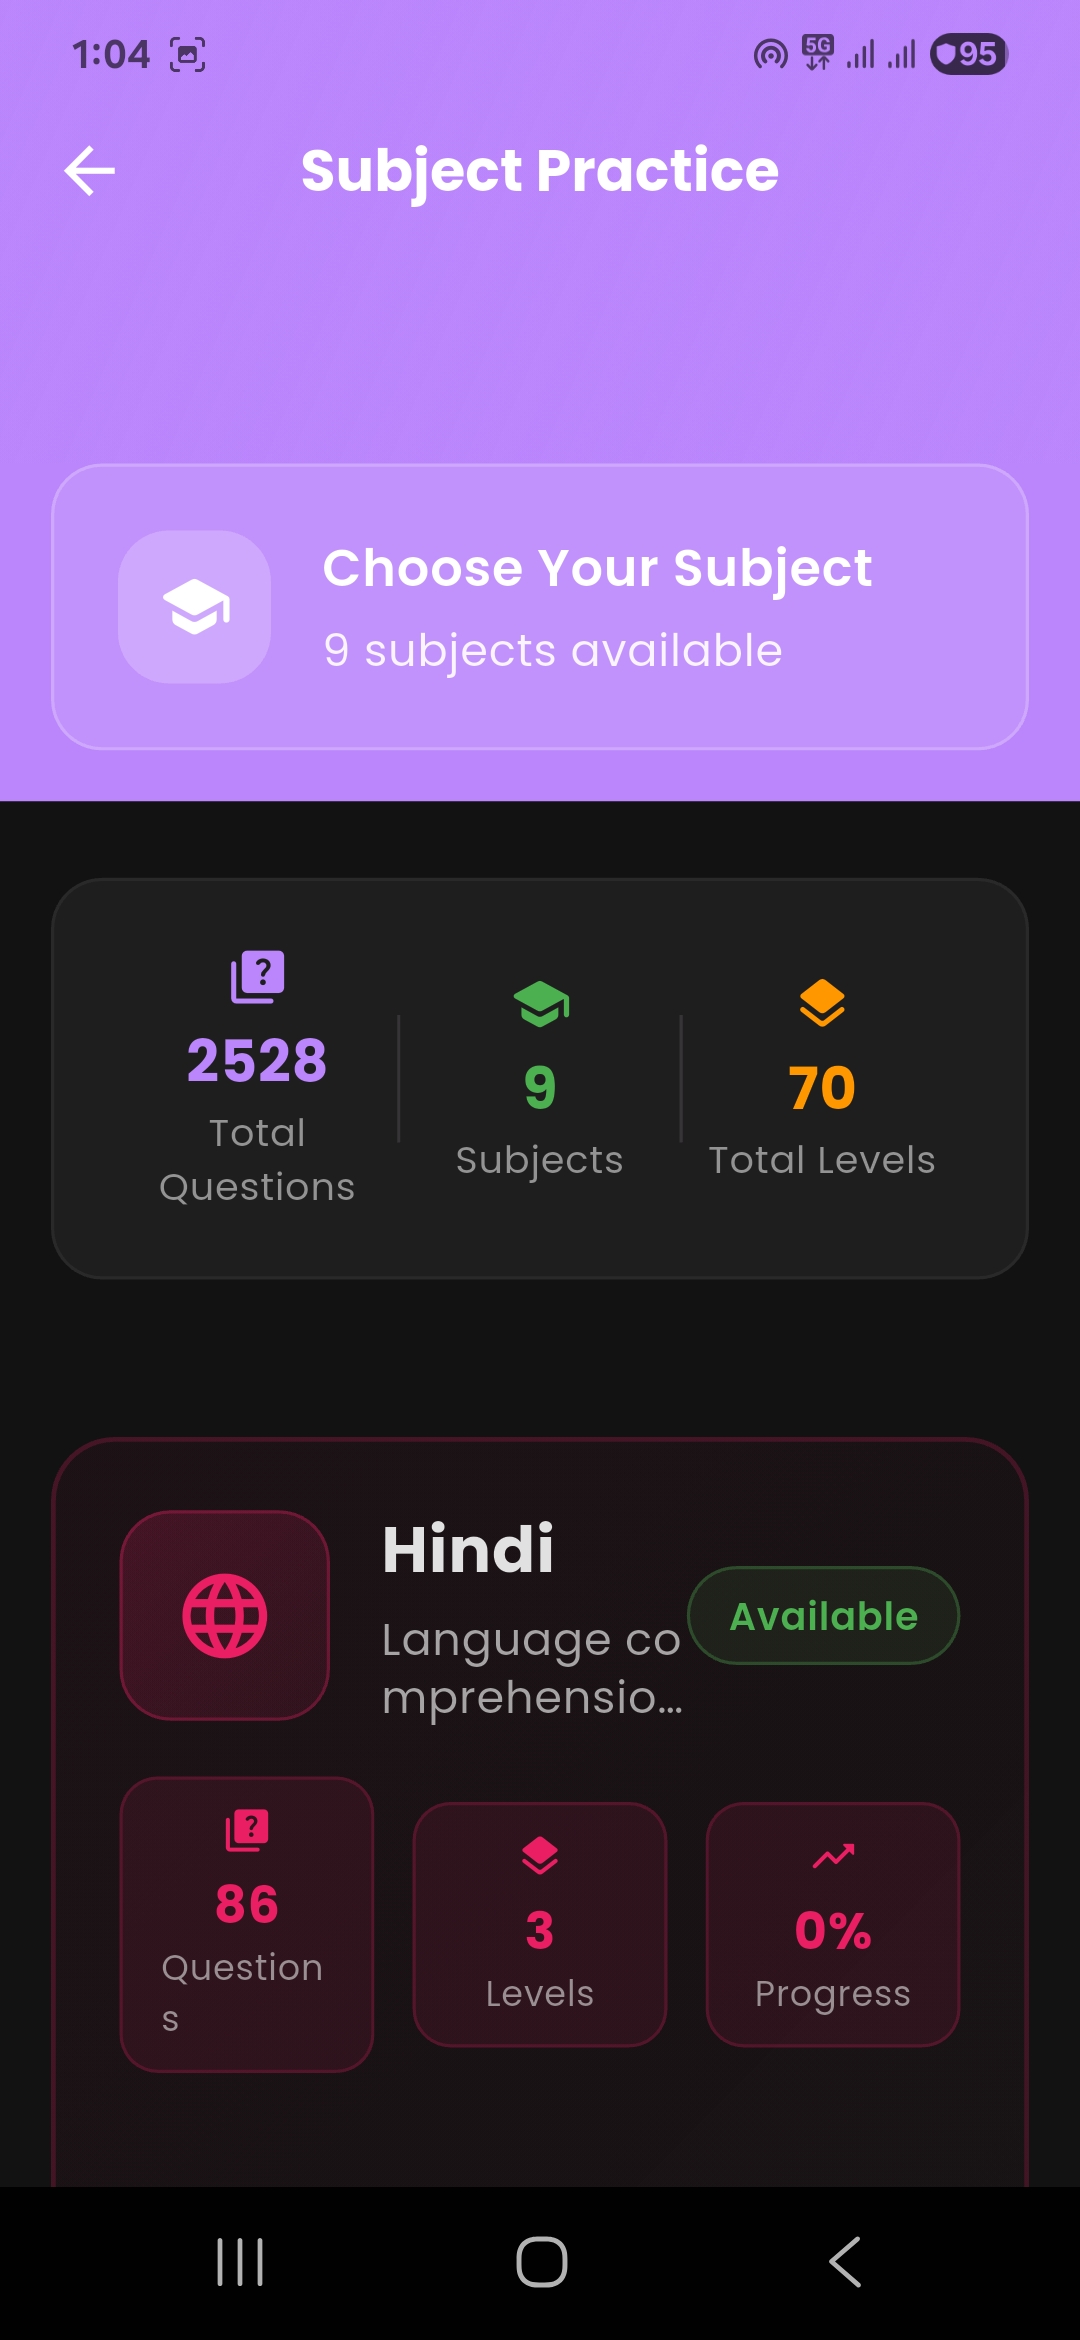 1:04
5G
95
Subject Practice
Choose Your Subject
9 subjects available
2528
Total
Questions
9
Subjects
70
Total Levels
Hindi
Available
Language co
mprehensio...
86
Question
s
3
Levels
0%
Progress